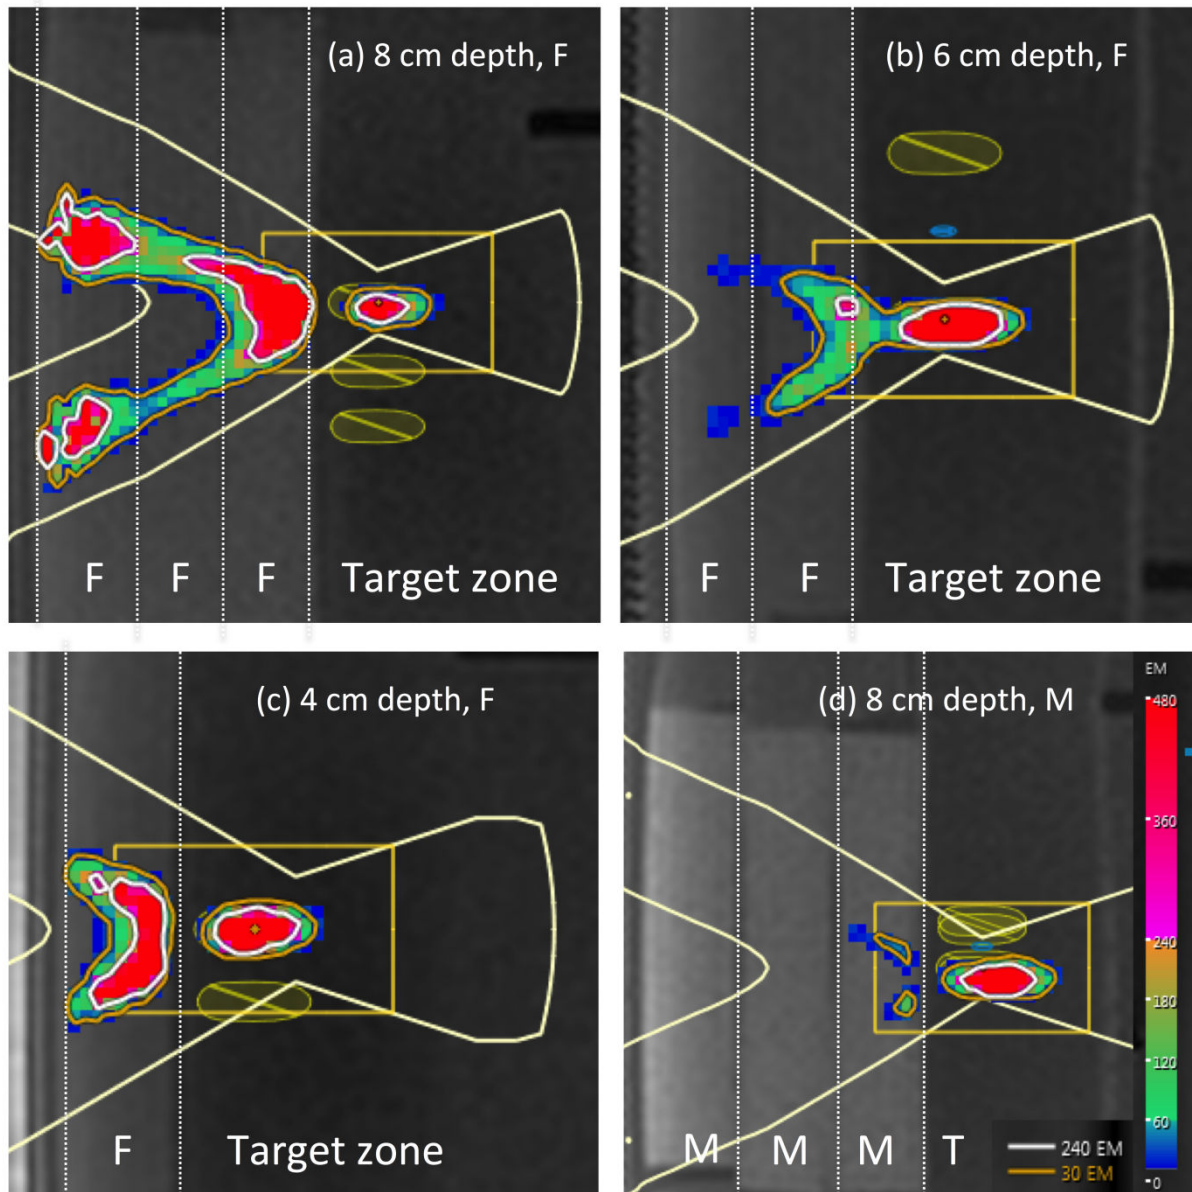 (a) 8 cm depth, F
F F F Target zone
(b) 6 cm depth, F
F F Target zone
(c) 4 cm depth, F
F Target zone
(d) 8 cm depth, M
M M M T
EM
480
360
240
180
120
60
0
240 EM
30 EM